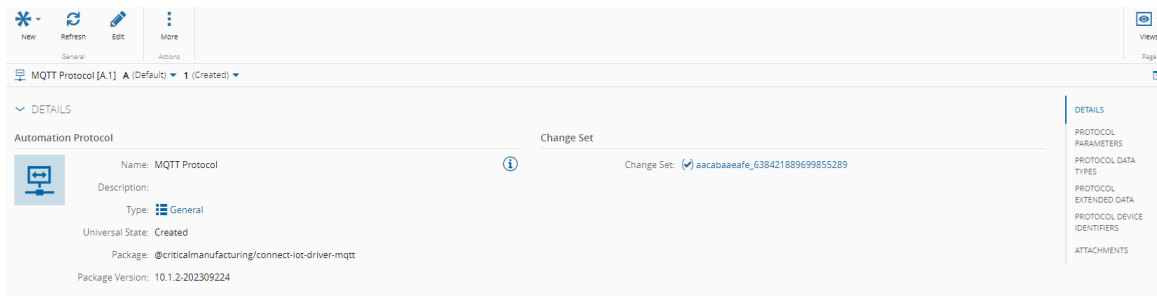 New Refresh Edit More Views
General Actions Page
MQTT Protocol [A.1] A (Default) 1 (Created)
DETAILS
Automation Protocol
Name: MQTT Protocol
Description:
Type: General
Universal State: Created
Package: @criticalmanufacturing/connect-iot-driver-mqtt
Package Version: 10.1.2-202309224
Change Set
Change Set: aacabaaeafe_638421889699855289
DETAILS
PROTOCOL
PARAMETERS
PROTOCOL DATA
TYPES
PROTOCOL
EXTENDED DATA
PROTOCOL DEVICE
IDENTIFIERS
ATTACHMENTS